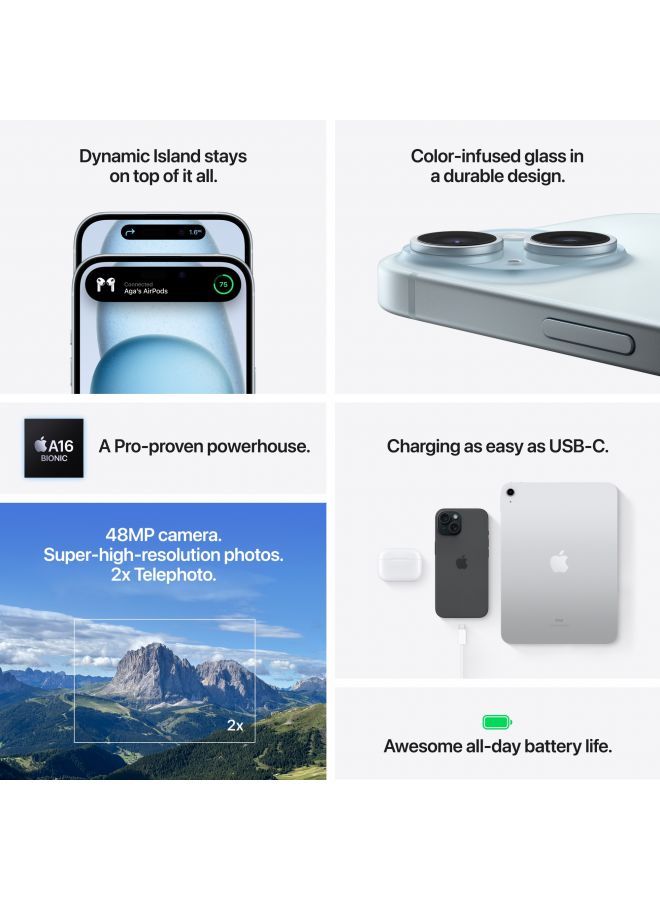 Dynamic Island stays
on top of it all.
1.6
Connected
Aga's AirPods
75
Color-infused glass in
a durable design.
A16
BIONIC
A Pro-proven powerhouse.
48MP camera.
Super-high-resolution photos.
2x Telephoto.
2x
Charging as easy as USB-C.
Awesome all-day battery life.